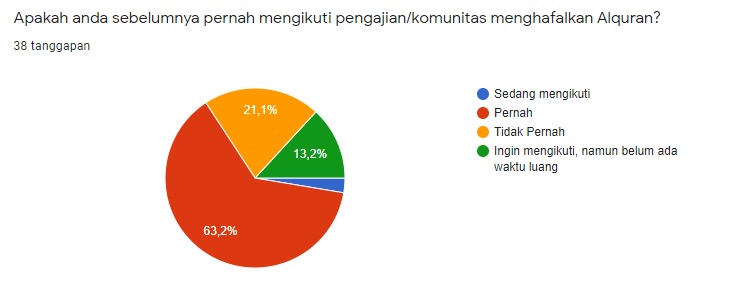 Apakah anda sebelumnya pernah mengikuti pengajian/komunitas menghafalkan Alquran?
38 tanggapan
21,1%
13,2%
63,2%
Sedang mengikuti
Pernah
Tidak Pernah
Ingin mengikuti, namun belum ada
waktu luang